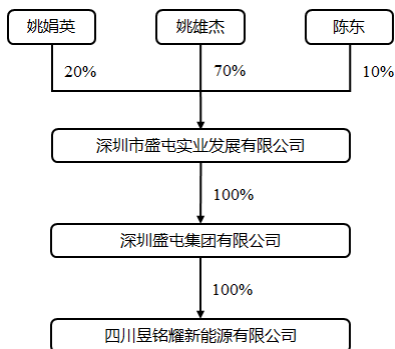 姚娟英 姚雄杰 陈东
20% 70% 10%
深圳市盛屯实业发展有限公司
100%
深圳盛屯集团有限公司
100%
四川昱铭耀新能源有限公司